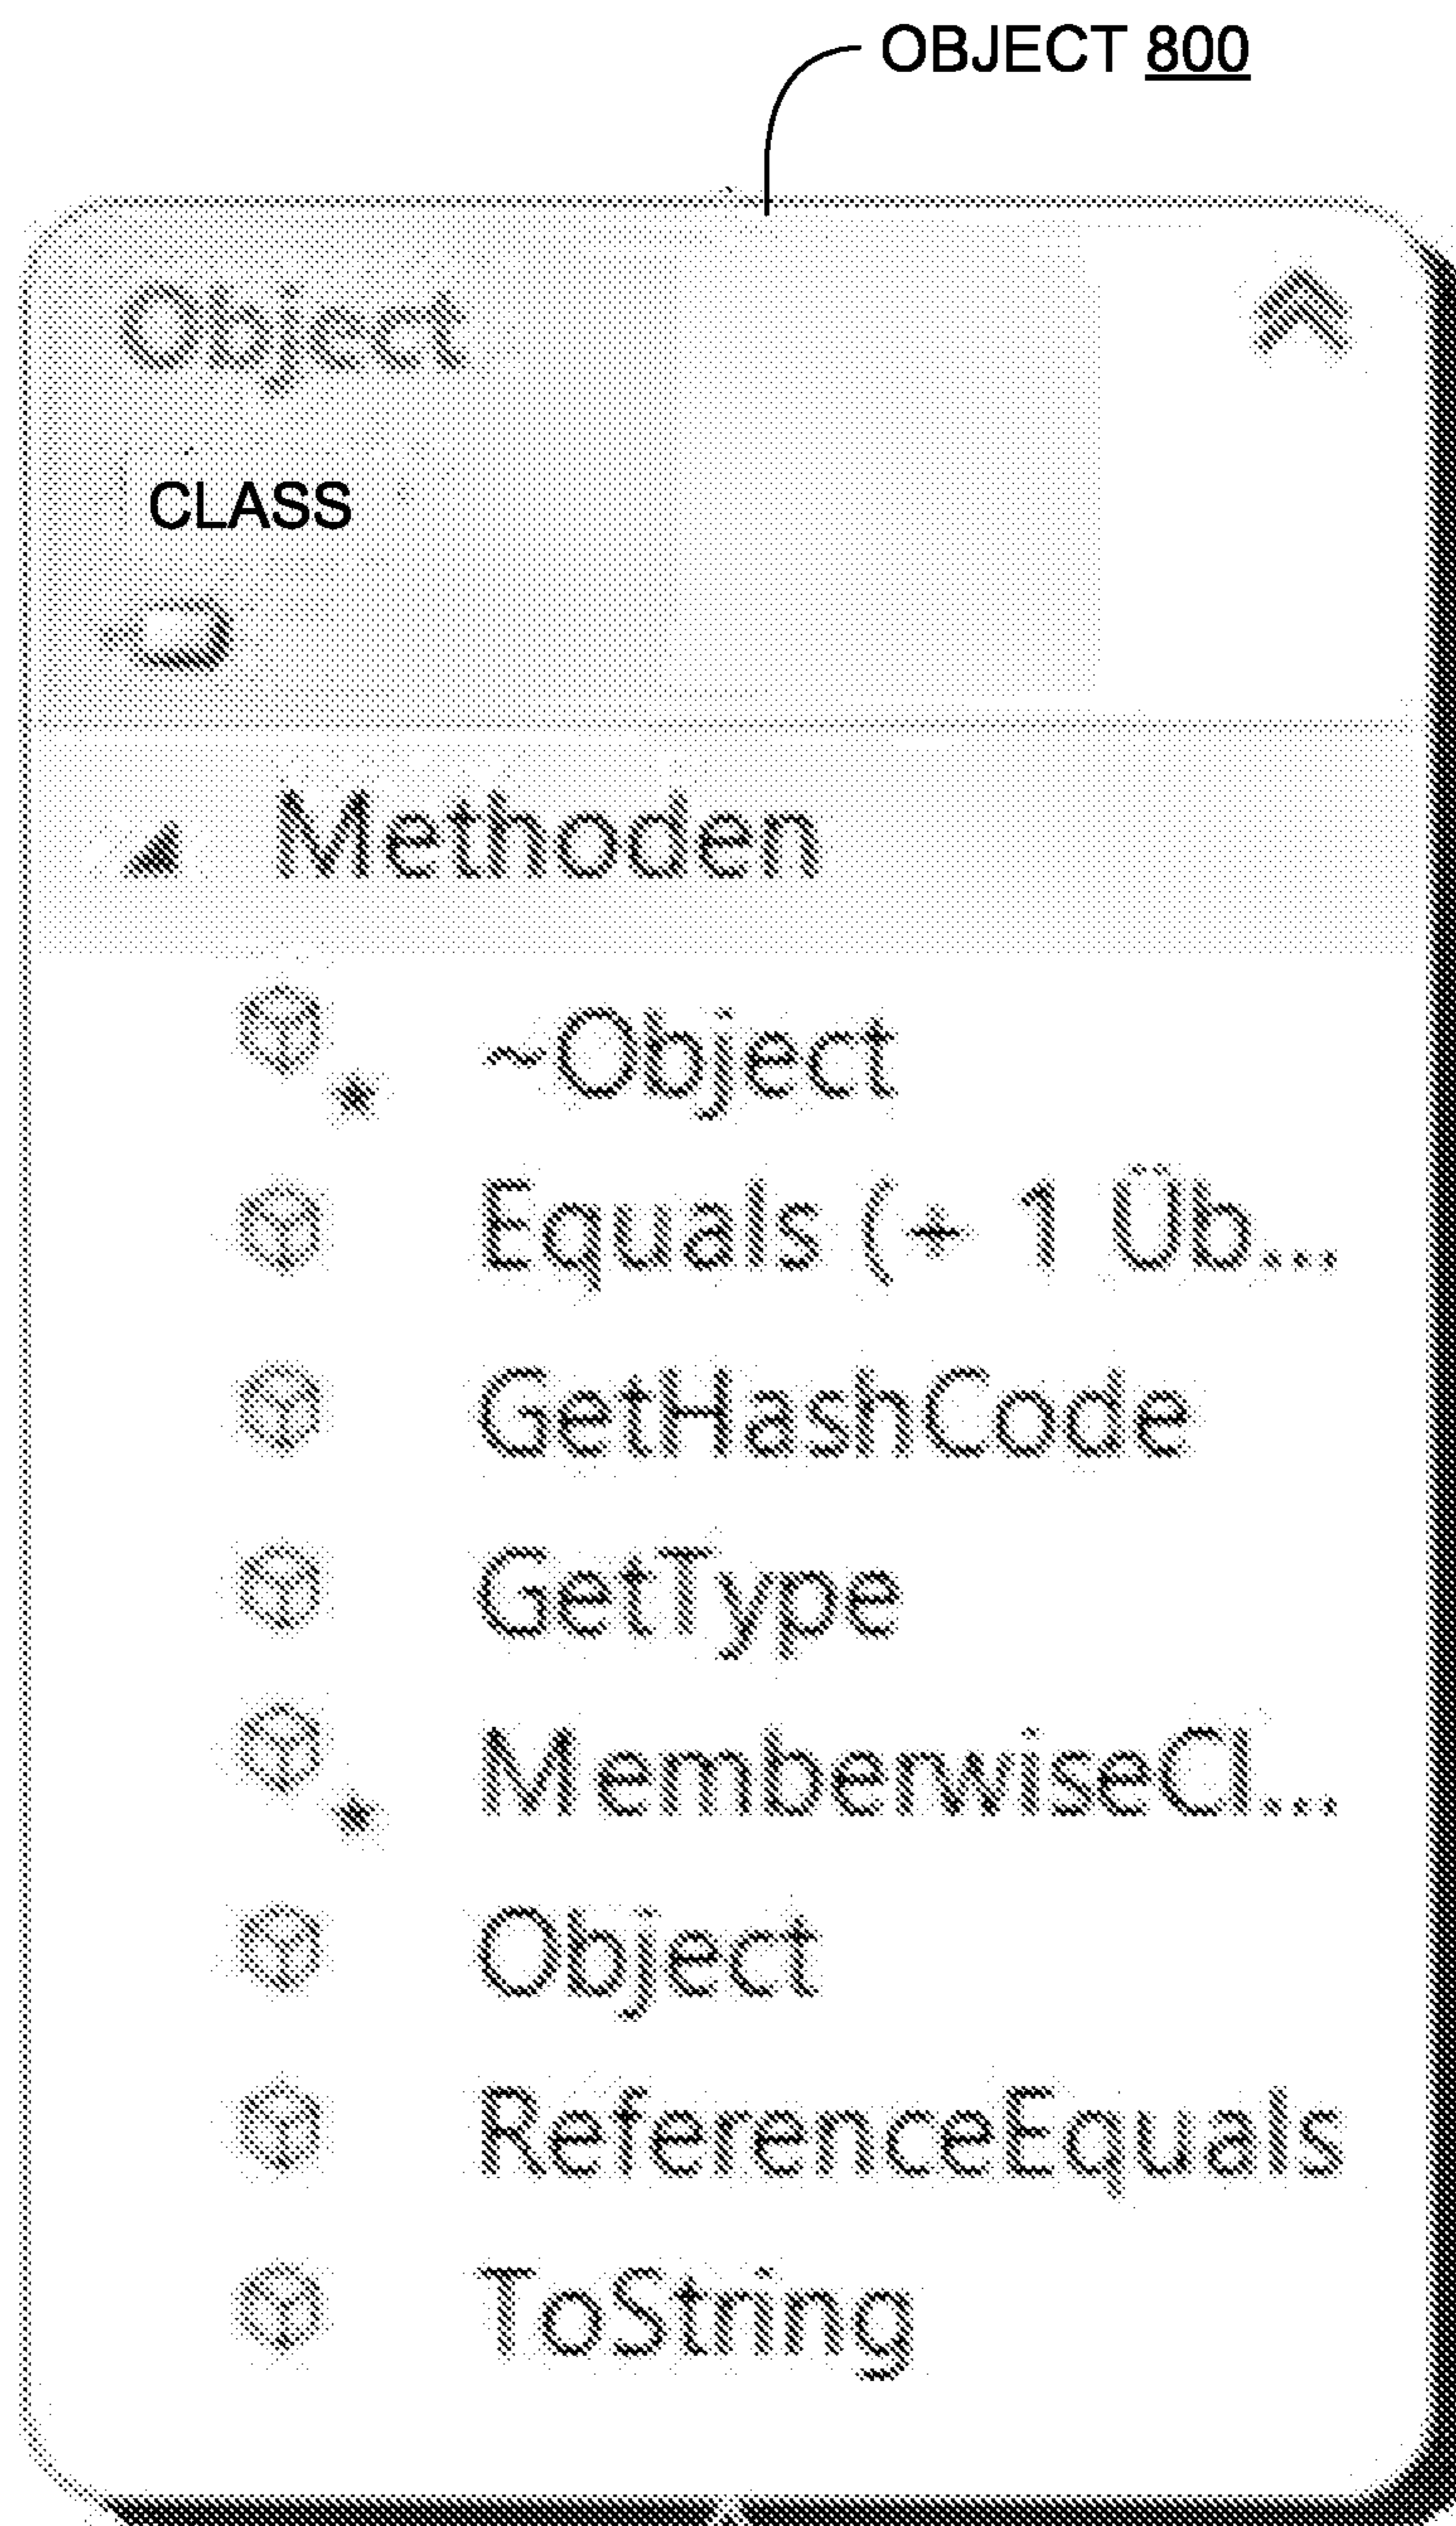 OBJECT 800
Object
CLASS
Methoden
~Object
Equals (+ 1 Üb...
GetHashCode
GetType
MemberwiseCl...
Object
ReferenceEquals
ToString